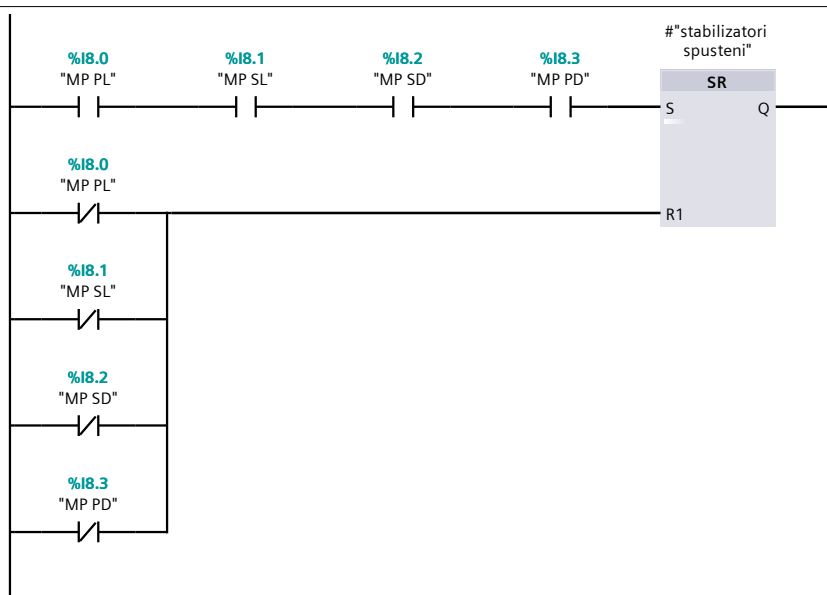 #"stabilizatori
spusteni"
%I8.0
"MP PL"
%I8.1
"MP SL"
%I8.2
"MP SD"
%I8.3
"MP PD"
SR
S
Q
%I8.0
"MP PL"
R1
%I8.1
"MP SL"
%I8.2
"MP SD"
%I8.3
"MP PD"